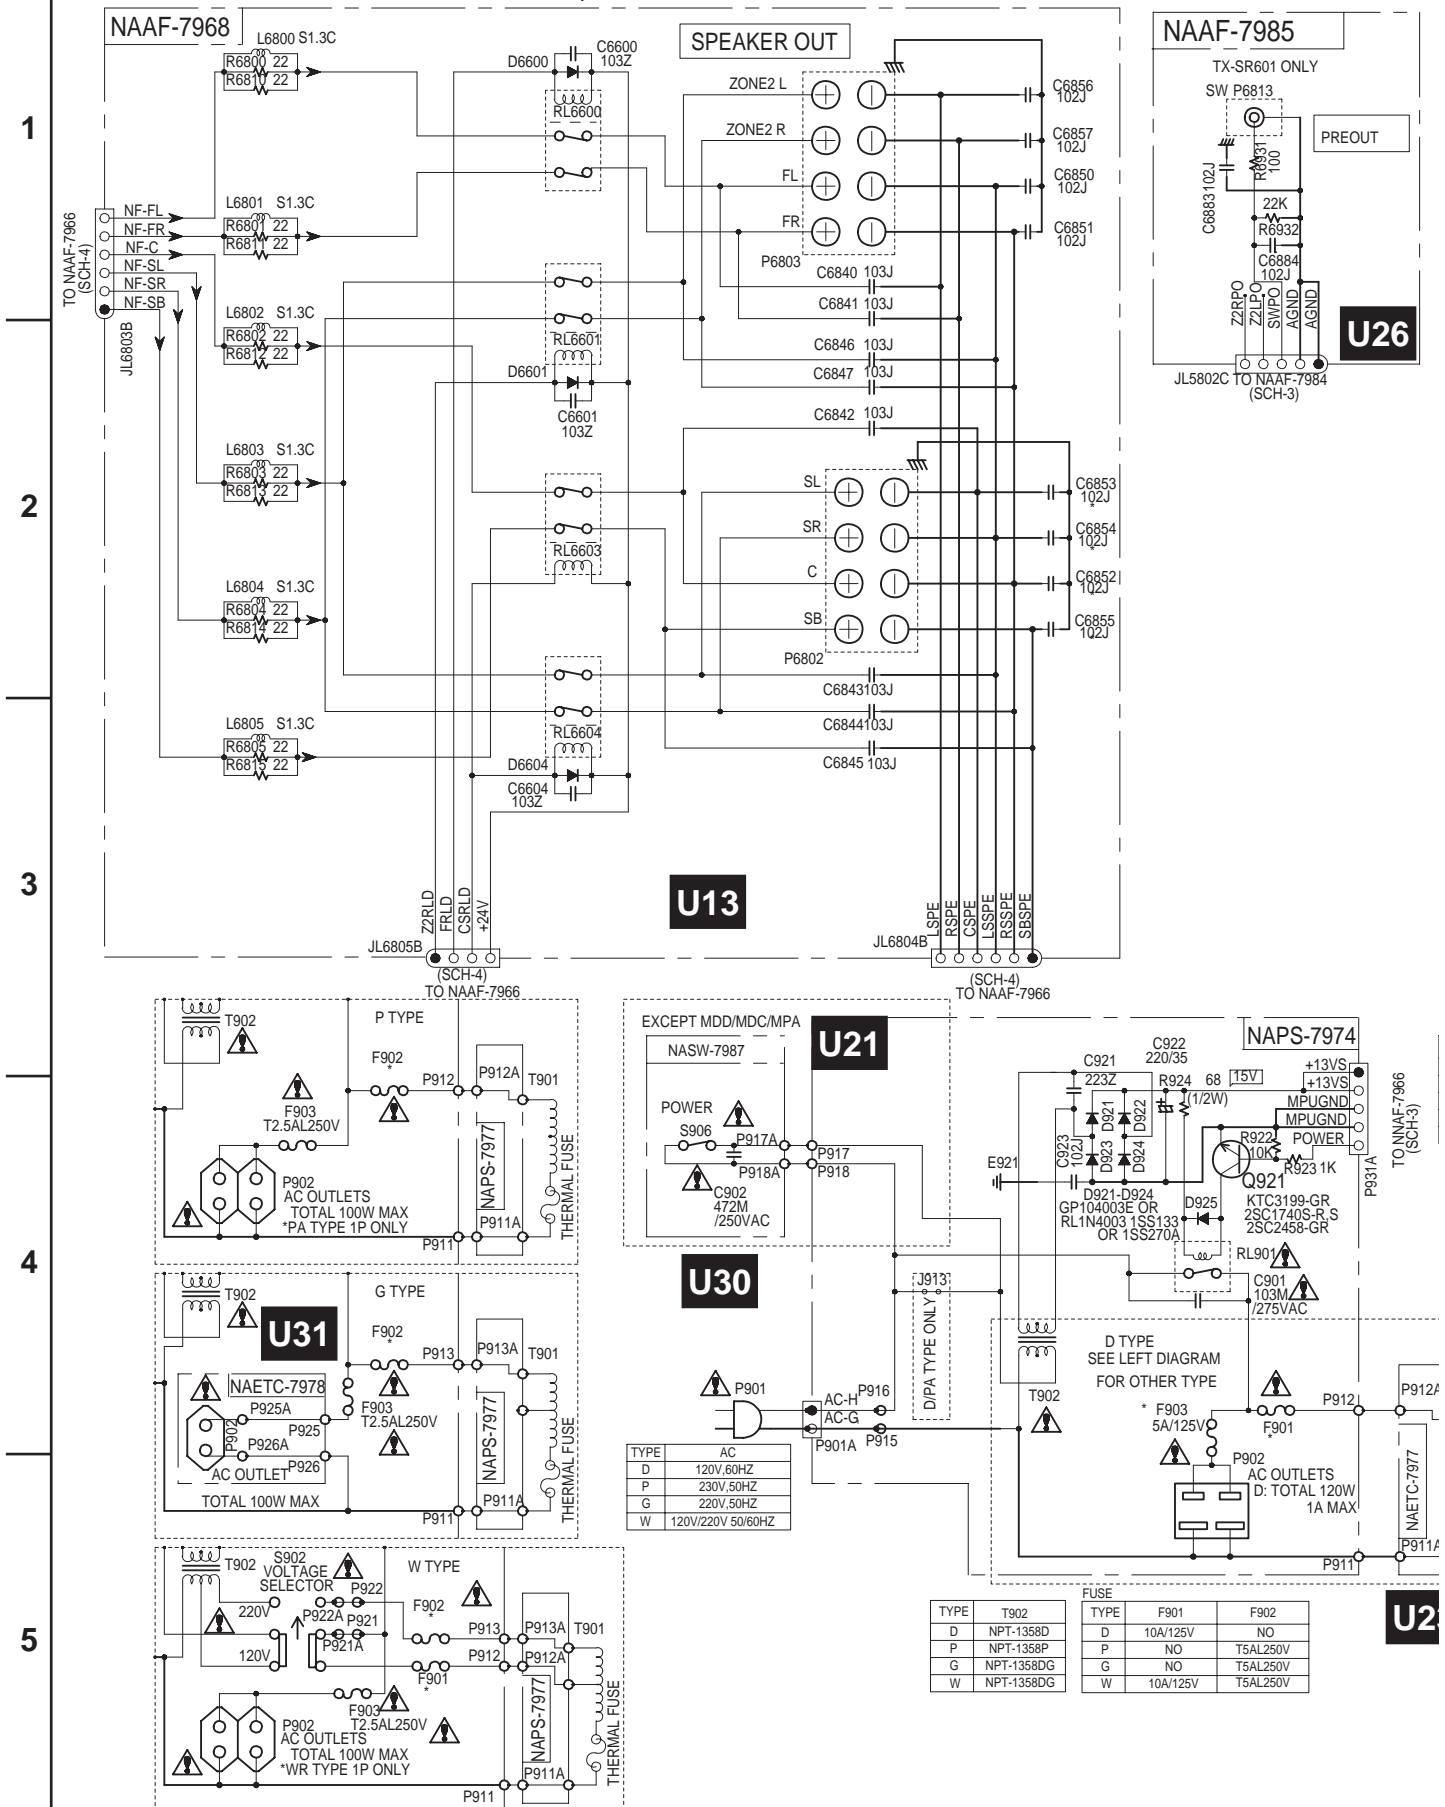 NAAF-7968
L6800 S1.3C
R6800 22
R6810 22
D6600
C6600
103Z
RL6600
SPEAKER OUT
ZONE2 L
ZONE2 R
FL
FR
P6803
C6856
102J
C6857
102J
C6850
102J
C6851
102J
NAAF-7985
TX-SR601 ONLY
SW P6813
PREOUT
R6931
100
C6883 102J
22K
R6932
C6884
102J
Z2RPO
Z2LPO
SWPO
AGND
AGND
U26
JL5802C TO NAAF-7984
(SCH-3)
1
TO NAAF-7966
(SCH-4)
NF-FL
NF-FR
NF-C
NF-SL
NF-SR
NF-SB
JL6803B
L6801 S1.3C
R6801 22
R6811 22
L6802 S1.3C
R6802 22
R6812 22
RL6601
D6601
C6601
103Z
C6840 103J
C6841 103J
C6846 103J
C6847 103J
C6842 103J
2
L6803 S1.3C
R6803 22
R6813 22
RL6603
SL
SR
C
SB
P6802
C6853
102J
*
C6854
102J
*
C6852
102J
*
C6855
102J
*
L6804 S1.3C
R6804 22
R6814 22
C6843103J
C6844103J
C6845 103J
L6805 S1.3C
R6805 22
R6815 22
RL6604
D6604
C6604
103Z
3
U13
Z2RLD
FRLD
CSRLD
+24V
JL6805B
(SCH-4)
TO NAAF-7966
LSPE
RSPE
CSPE
LSSPE
RSSPE
SBSPE
JL6804B
(SCH-4)
TO NAAF-7966
P TYPE
T902
F902
*
F903
T2.5AL250V
P912
P912A
T901
P902
AC OUTLETS
TOTAL 100W MAX
*PA TYPE 1P ONLY
NAPS-7977
P911
P911A
THERMAL FUSE
EXCEPT MDD/MDC/MPA
NASW-7987
U21
POWER
S906
P917A
P918A
P917
P918
C902
472M
/250VAC
U30
NAPS-7974
C921
223Z
C922
220/35
R924
68
(1/2W)
15V
+13VS
+13VS
MPUGND
MPUGND
POWER
TO NNAF-7966
(SCH-3)
P931A
C923
102J
D921
D922
D923
D924
E921
R922
10K
R923 1K
Q921
KTC3199-GR
2SC1740S-R,S
2SC2458-GR
D921-D924
GP104003E OR
RL1N4003 1SS133
OR 1SS270A
D925
RL901
C901
103M
/275VAC
4
G TYPE
T902
U31
F902
*
P913
P913A
T901
NAETC-7978
P925A
P925
P902
P926A
P926
F903
T2.5AL250V
AC OUTLET
TOTAL 100W MAX
NAPS-7977
P911
P911A
THERMAL FUSE
J913
D/PA TYPE ONLY
P901
AC-H
AC-G
P916
P915
P901A
T902
D TYPE
SEE LEFT DIAGRAM
FOR OTHER TYPE
* F903
5A/125V
F901
*
P912
P912A
P902
AC OUTLETS
D: TOTAL 120W
1A MAX
NAETC-7977
P911
P911A
TYPE AC
D 120V,60HZ
P 230V,50HZ
G 220V,50HZ
W 120V/220V 50/60HZ
5
T902
S902
VOLTAGE
SELECTOR
220V
120V
P922
P922A
P921
P921A
W TYPE
F902
*
F901
*
P913
P913A
P912
P912A
T901
F903
T2.5AL250V
P902
AC OUTLETS
TOTAL 100W MAX
*WR TYPE 1P ONLY
NAPS-7977
P911
P911A
THERMAL FUSE
TYPE T902
D NPT-1358D
P NPT-1358P
G NPT-1358DG
W NPT-1358DG
FUSE
TYPE F901 F902
D 10A/125V NO
P NO T5AL250V
G NO T5AL250V
W 10A/125V T5AL250V